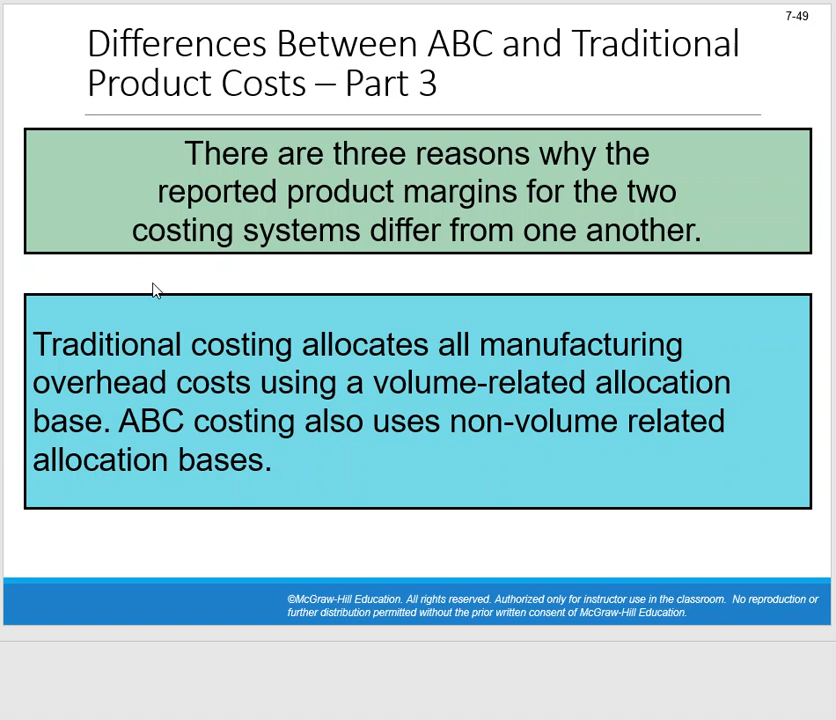 7-49
Differences Between ABC and Traditional
Product Costs – Part 3
There are three reasons why the
reported product margins for the two
costing systems differ from one another.
Traditional costing allocates all manufacturing
overhead costs using a volume-related allocation
base. ABC costing also uses non-volume related
allocation bases.
©McGraw-Hill Education. All rights reserved. Authorized only for instructor use in the classroom.  No reproduction or
further distribution permitted without the prior written consent of McGraw-Hill Education.